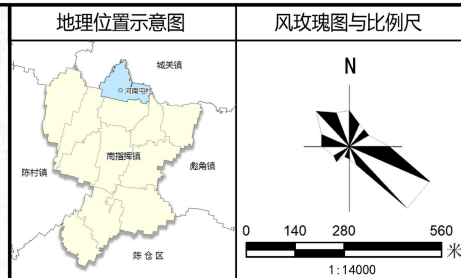 地理位置示意图
风玫瑰图与比例尺
城关镇
河南屯村
南指挥镇
陈村镇
彪角镇
陈仓区
N
0 140 280 560
米
1:14000